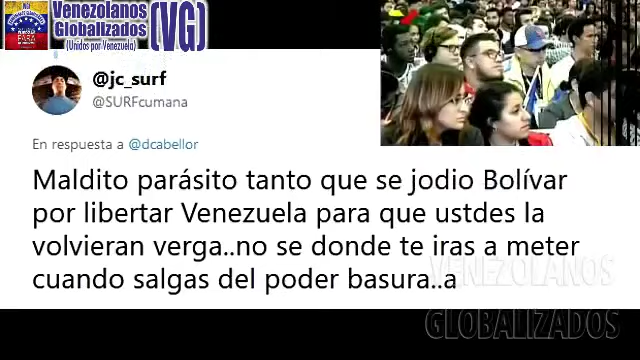 Venezolanos
Globalizados
(Unidos por Venezuela)
(VG)
@jc_surf
@SURFcumana
En respuesta a @dcabellor
Maldito parásito tanto que se jodio Bolívar
por libertar Venezuela para que ustdes la
volvieran verga..no se donde te iras a meter
cuando salgas del poder basura..a
VENEZOLANOS
GLOBALIZADOS